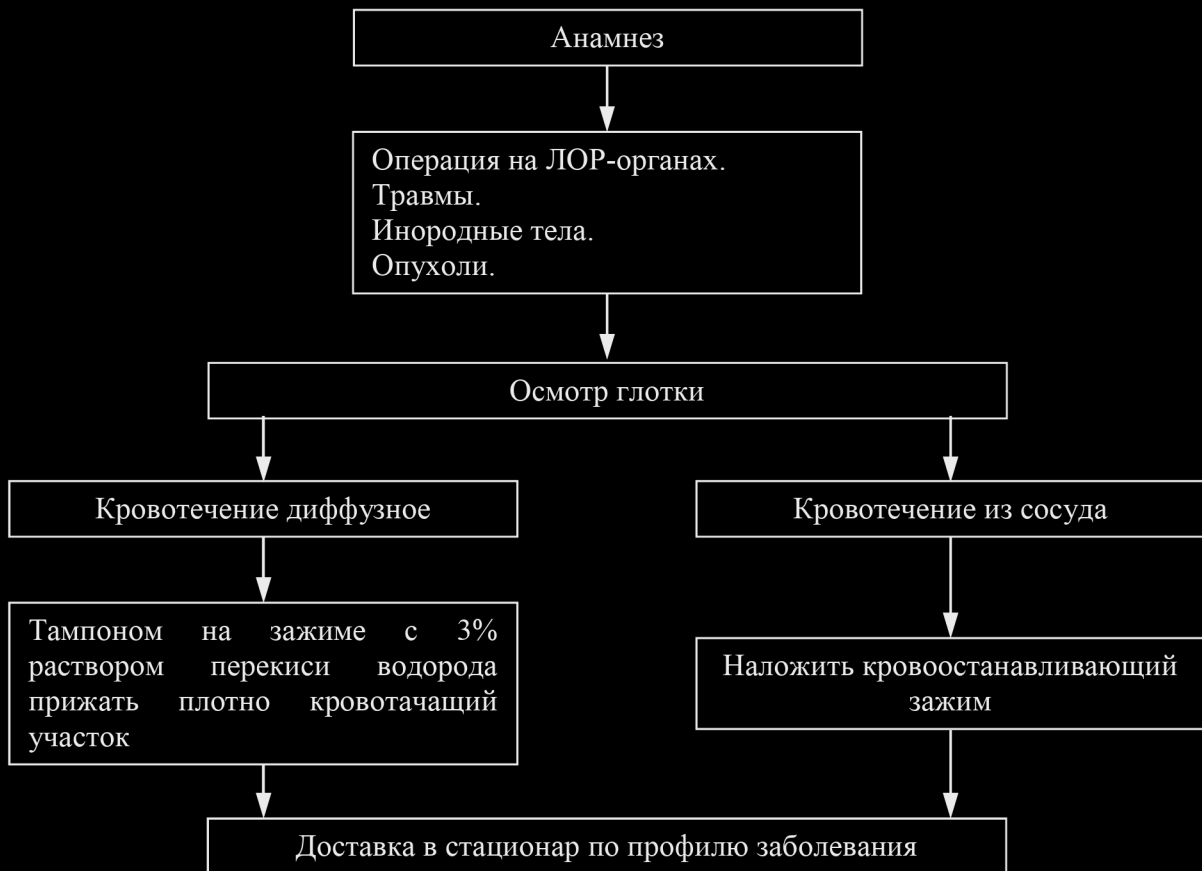 Анамнез
Операция на ЛОР-органах.
Травмы.
Инородные тела.
Опухоли.
Осмотр глотки
Кровотечение диффузное
Кровотечение из сосуда
Тампоном на зажиме с 3%
раствором перекиси водорода
прижать плотно кровотачащий
участок
Наложить кровоостанавливающий
зажим
Доставка в стационар по профилю заболевания